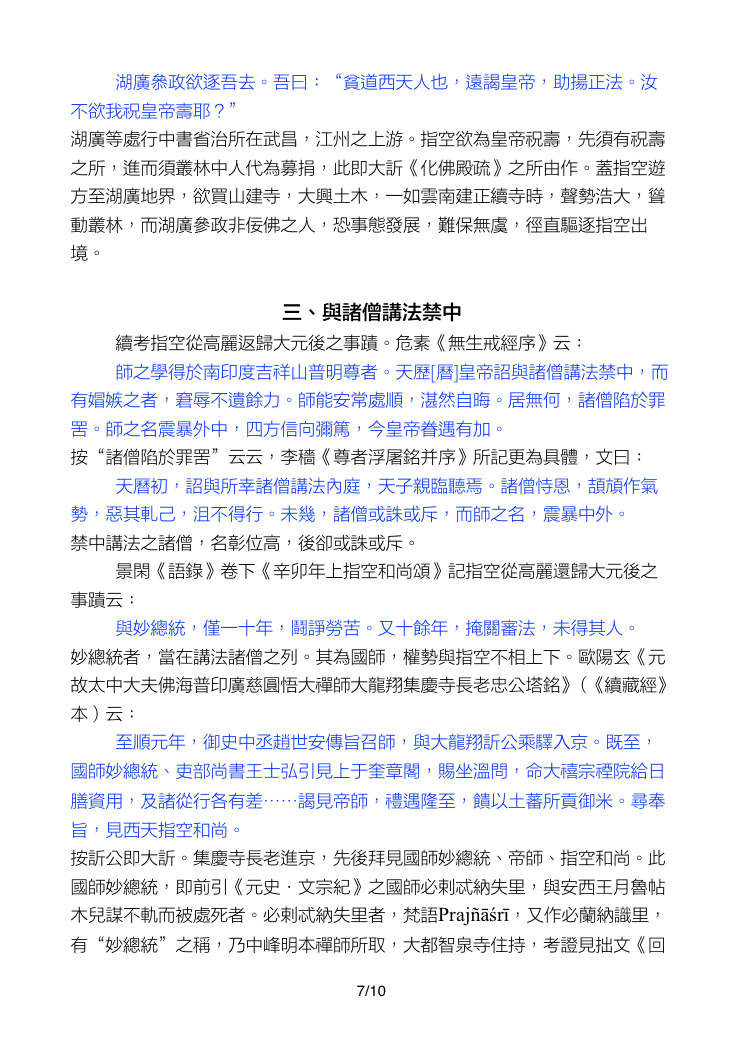 湖廣叅政欲逐吾去。吾曰：“貧道西天人也，遠謁皇帝，助揚正法。汝
不欲我祝皇帝壽耶？”
湖廣等處行中書省治所在武昌，江州之上游。指空欲為皇帝祝壽，先須有祝壽
之所，進而須叢林中人代為募捐，此即大訢《化佛殿疏》之所由作。蓋指空遊
方至湖廣地界，欲買山建寺，大興土木，一如雲南建正續寺時，聲勢浩大，聳
動叢林，而湖廣參政非佞佛之人，恐事態發展，難保無虞，徑直驅逐指空出
境。
三、與諸僧講法禁中
續考指空從高麗返歸大元後之事蹟。危素《無生戒經序》云：
師之學得於南印度吉祥山普明尊者。天歷[曆]皇帝詔與諸僧講法禁中，而
有媢嫉之者，窘辱不遺餘力。師能安常處順，湛然自晦。居無何，諸僧陷於罪
罟。師之名震暴外中，四方信向彌篤，今皇帝眷遇有加。
按“諸僧陷於罪罟”云云，李穡《尊者浮屠銘并序》所記更為具體，文曰：
天曆初，詔與所幸諸僧講法內庭，天子親臨聽焉。諸僧恃恩，頡頏作氣
勢，惡其軋己，沮不得行。未幾，諸僧或誅或斥，而師之名，震暴中外。
禁中講法之諸僧，名彰位高，後卻或誅或斥。
景閑《語錄》卷下《辛卯年上指空和尚頌》記指空從高麗還歸大元後之
事蹟云：
與妙總統，僅一十年，鬪諍勞苦。又十餘年，掩關審法，未得其人。
妙總統者，當在講法諸僧之列。其為國師，權勢與指空不相上下。歐陽玄《元
故太中大夫佛海普印廣慈圓悟大禪師大龍翔集慶寺長老忠公塔銘》（《續藏經》
本）云：
至順元年，御史中丞趙世安傳旨召師，與大龍翔訢公乘驛入京。既至，
國師妙總統、吏部尚書王士弘引見上于奎章閣，賜坐溫問，命大禧宗禋院給日
膳資用，及諸從行各有差……謁見帝師，禮遇隆至，饋以土蕃所貢御米。尋奉
旨，見西天指空和尚。
按訢公即大訢。集慶寺長老進京，先後拜見國師妙總統、帝師、指空和尚。此
國師妙總統，即前引《元史．文宗紀》之國師必剌忒納失里，與安西王月魯帖
木兒謀不軌而被處死者。必剌忒納失里者，梵語Prajñāśrī，又作必蘭納識里，
有“妙總統”之稱，乃中峰明本禪師所取，大都智泉寺住持，考證見拙文《回
7/10